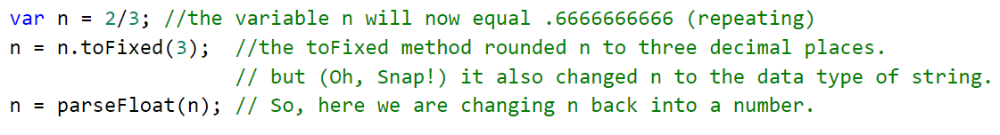 var n = 2/3; //the variable n will now equal .6666666666 (repeating)
n = n.toFixed(3);  //the toFixed method rounded n to three decimal places.
// but (Oh, Snap!) it also changed n to the data type of string.
n = parseFloat(n); // So, here we are changing n back into a number.